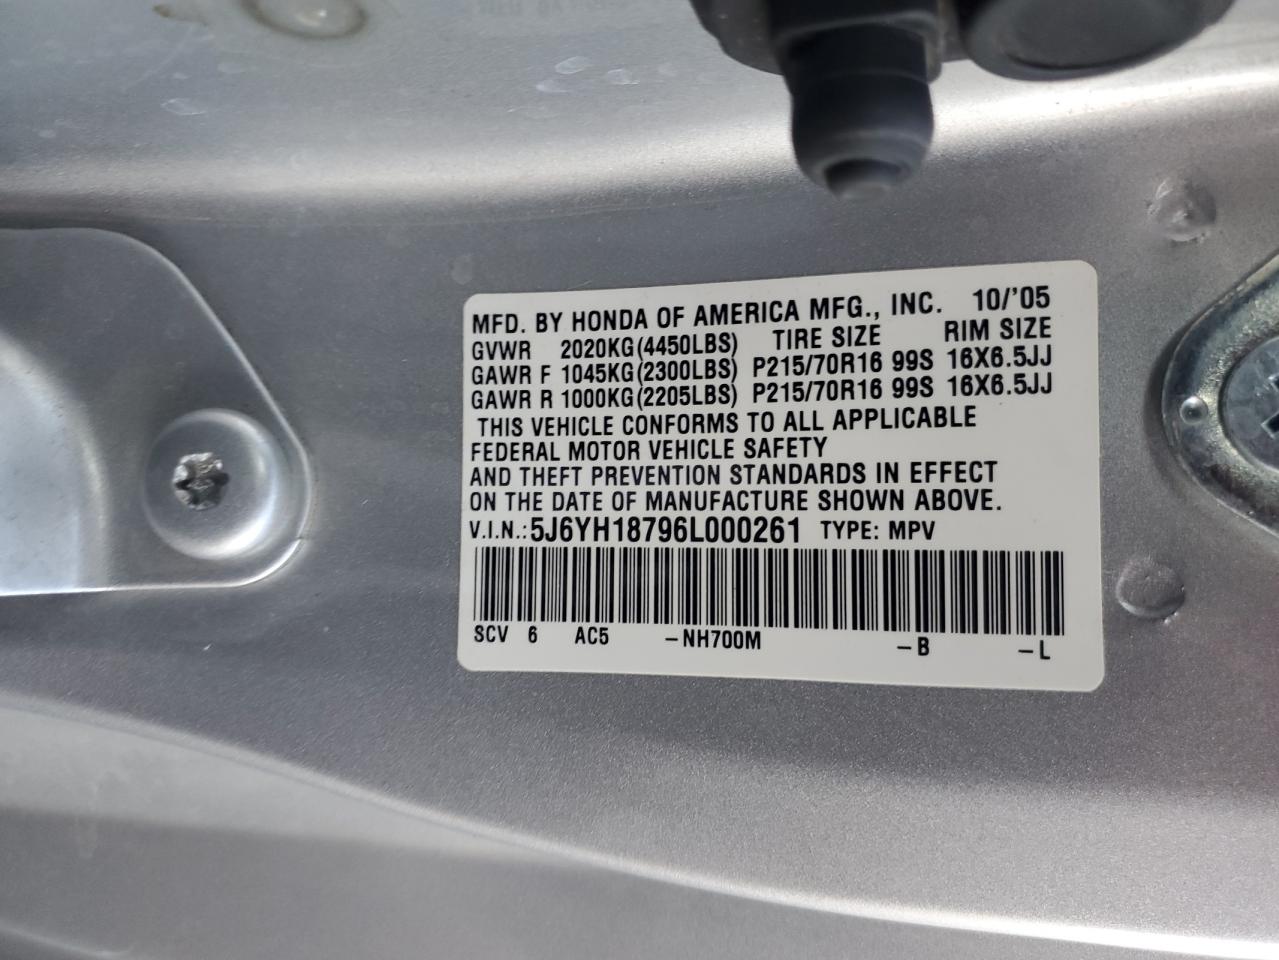 MFD. BY HONDA OF AMERICA MFG., INC. 10/'05
GVWR 2020KG(4450LBS) TIRE SIZE RIM SIZE
GAWR F 1045KG(2300LBS) P215/70R16 99S 16X6.5JJ
GAWR R 1000KG(2205LBS) P215/70R16 99S 16X6.5JJ
THIS VEHICLE CONFORMS TO ALL APPLICABLE
FEDERAL MOTOR VEHICLE SAFETY
AND THEFT PREVENTION STANDARDS IN EFFECT
ON THE DATE OF MANUFACTURE SHOWN ABOVE.
V.I.N.: 5J6YH18796L000261 TYPE: MPV
SCV 6 AC5 -NH700M -B -L